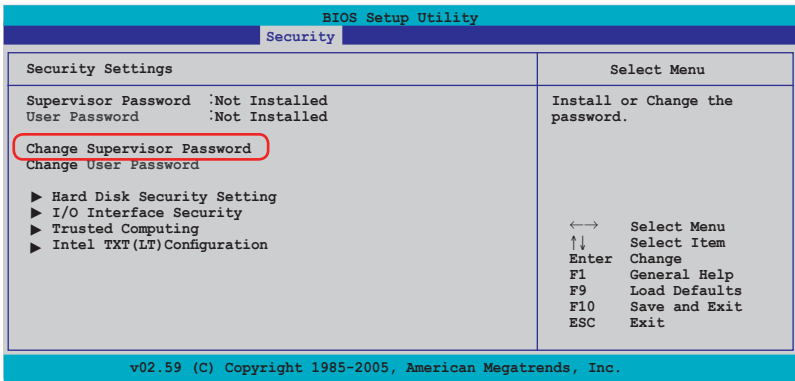 BIOS Setup Utility
Security
Security Settings
Supervisor Password :Not Installed
User Password :Not Installed
Change Supervisor Password
Change User Password
▶ Hard Disk Security Setting
▶ I/O Interface Security
▶ Trusted Computing
▶ Intel TXT(LT)Configuration
Select Menu
Install or Change the
password.
←→ Select Menu
↑↓ Select Item
Enter Change
F1 General Help
F9 Load Defaults
F10 Save and Exit
ESC Exit
v02.59 (C) Copyright 1985-2005, American Megatrends, Inc.